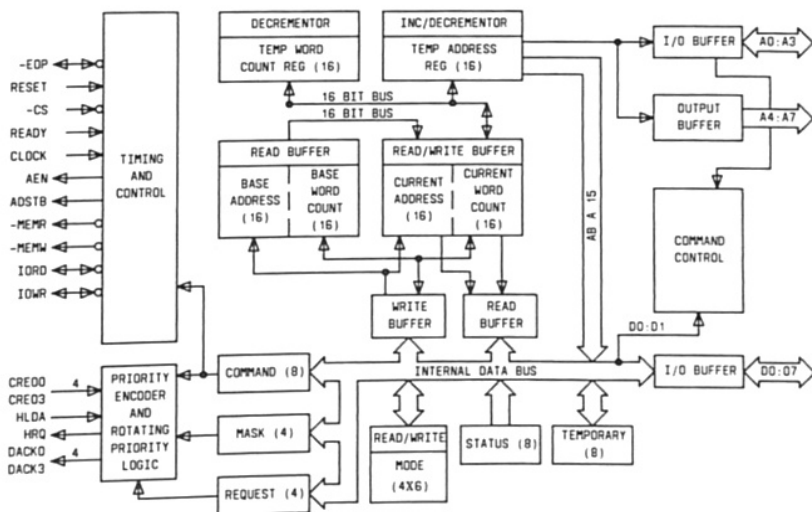 DECREMENTOR
TEMP WORD
COUNT REG (16)
INC/DECREMENTOR
TEMP ADDRESS
REG (16)
I/O BUFFER
A0:A3
OUTPUT
BUFFER
A4:A7
-EOP
RESET
-CS
READY
CLOCK
AEN
ADSTB
-MEMR
-MEMW
IORD
IOWR
TIMING
AND
CONTROL
16 BIT BUS
16 BIT BUS
READ BUFFER
BASE
ADDRESS
(16)
BASE
WORD
COUNT
(16)
READ/WRITE BUFFER
CURRENT
ADDRESS
(16)
CURRENT
WORD
COUNT
(16)
AB A 15
COMMAND
CONTROL
WRITE
BUFFER
READ
BUFFER
D0:D1
CREO0
CREO3
4
HLDA
HRQ
DACK0
DACK3
4
PRIORITY
ENCODER
AND
ROTATING
PRIORITY
LOGIC
COMMAND (8)
MASK (4)
REQUEST (4)
INTERNAL DATA BUS
I/O BUFFER
D0:D7
READ/WRITE
MODE
(4X6)
STATUS (8)
TEMPORARY
(8)